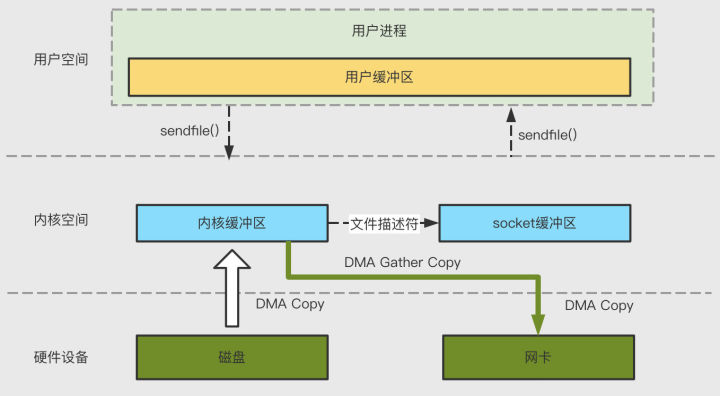 用户进程
用户空间
用户缓冲区
sendfile()
sendfile()
内核空间
内核缓冲区
文件描述符
socket缓冲区
DMA Gather Copy
DMA Copy
DMA Copy
硬件设备
磁盘
网卡